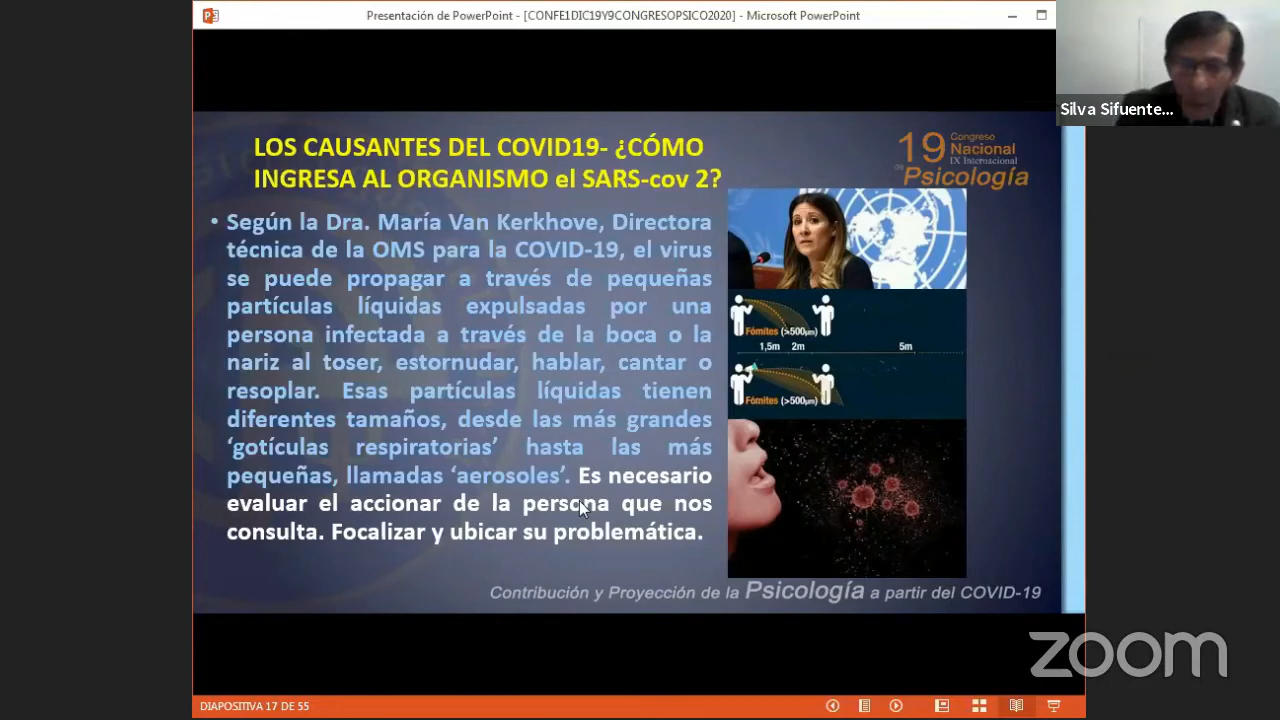 Presentación de PowerPoint - [CONFE1DIC19Y9CONGRESOPSICO2020] - Microsoft PowerPoint
Silva Sifuente...
LOS CAUSANTES DEL COVID19- ¿CÓMO
INGRESA AL ORGANISMO el SARS-cov 2?
19 Congreso
Nacional
IX Internacional
de Psicología
• Según la Dra. María Van Kerkhove, Directora
técnica de la OMS para la COVID-19, el virus
se puede propagar a través de pequeñas
partículas líquidas expulsadas por una
persona infectada a través de la boca o la
nariz al toser, estornudar, hablar, cantar o
resoplar. Esas partículas líquidas tienen
diferentes tamaños, desde las más grandes
‘gotículas respiratorias’ hasta las más
pequeñas, llamadas ‘aerosoles’. Es necesario
evaluar el accionar de la persona que nos
consulta. Focalizar y ubicar su problemática.
Fómites (>500µm)
1,5m 2m 5m
Fómites (>500µm)
Contribución y Proyección de la Psicología a partir del COVID-19
zoom
DIAPOSITIVA 17 DE 55